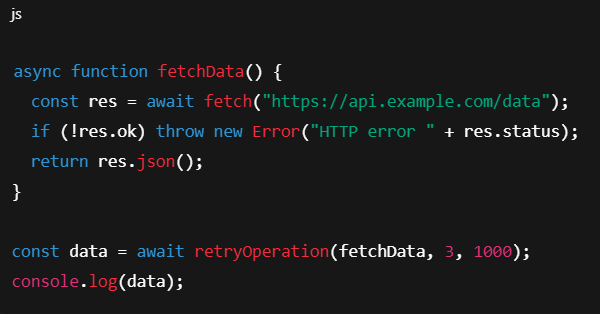 js
async function fetchData() {
  const res = await fetch("https://api.example.com/data");
  if (!res.ok) throw new Error("HTTP error " + res.status);
  return res.json();
}
const data = await retryOperation(fetchData, 3, 1000);
console.log(data);